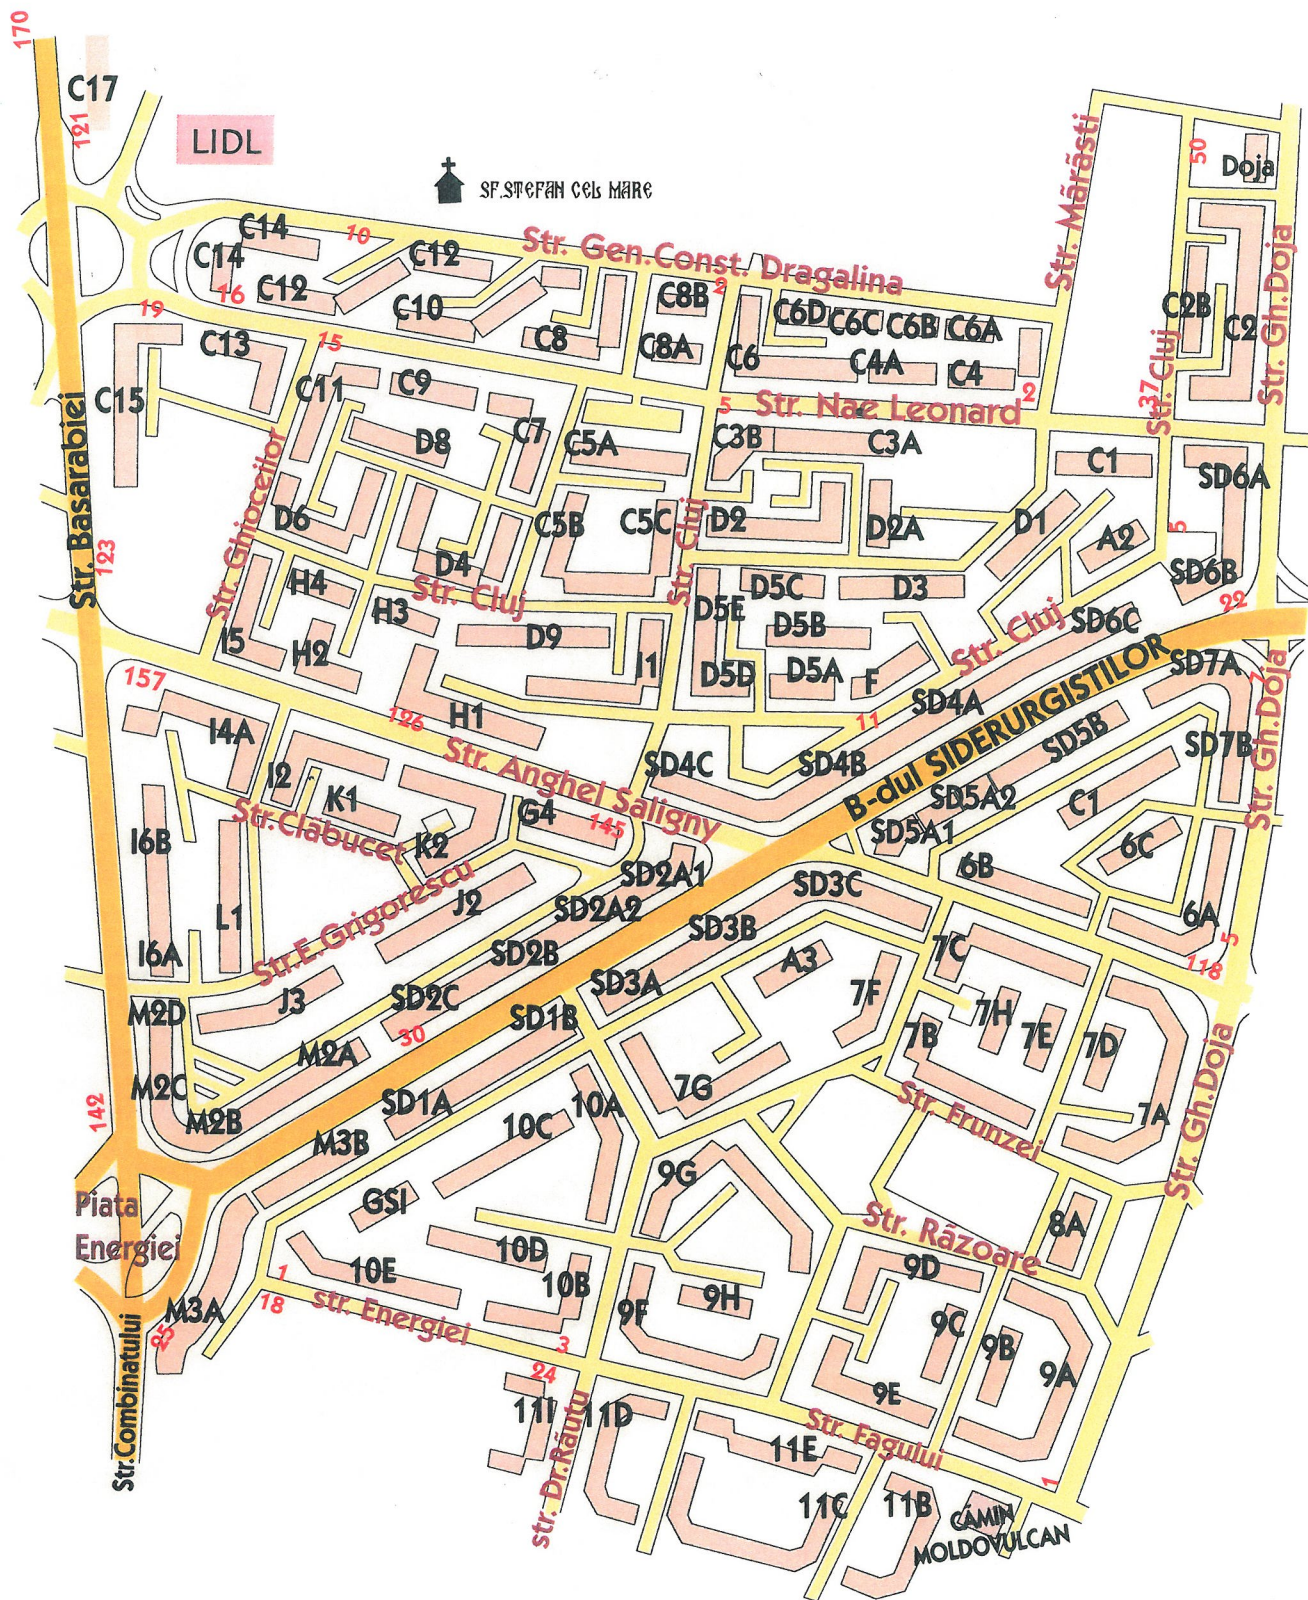 170
C17
121
LIDL
SF.STEFAN CEL MARE
50
Doja
Str. Mărăsti
C14
10
C14
C12
Str. Gen.Const. Dragalina
Str. Gh.Doja
16
C12
C10
19
C8B
2
C6D
C6C
C6B
C6A
C2B
C2
C13
15
C8
C8A
C6
C4A
C4
Str. Cluj
C15
C11
C9
2
37
5
Str. Nae Leonard
Str. Basarabiei
D8
C7
C5A
C3B
C3A
C1
SD6A
Str. Ghioceilor
D6
C5B
C5C
D2
D2A
D1
A2
5
123
D4
Str. Cluj
H4
Str. Cluj
D5C
D3
SD6B
22
H3
D5E
D5B
SD6C
I5
H2
D9
I1
Str. Cluj
157
D5D
D5A
F
SD7A
7
126
H1
SD4A
11
Str. Gh.Doja
I4A
SD5B
SD7B
Str. Anghel Saligny
SD4C
SD4B
B-dul SIDERURGISTILOR
I2
K1
SD5A2
C1
Str.Clăbucet
G4
145
SD5A1
6C
I6B
K2
6B
SD2A1
SD3C
J2
SD2A2
6A
L1
SD3B
5
Str.E.Grigorescu
SD2B
7C
118
I6A
A3
SD3A
J3
SD2C
7F
M2D
SD1B
7H
30
7B
7E
7D
M2A
M2C
7G
142
M2B
SD1A
10A
Str. Frunzei
7A
10C
M3B
Str. Gh.Doja
9G
Piata
Energiei
GSI
8A
Str. Răzoare
10D
10E
9D
1
10B
18
9H
M3A
str. Energiei
9F
9C
25
9B
3
9A
24
9E
Str.Combinatului
11I
11D
Str. Fagului
11E
str. Dr.Răutu
1
11C
11B
CĂMIN
MOLDOVULCAN